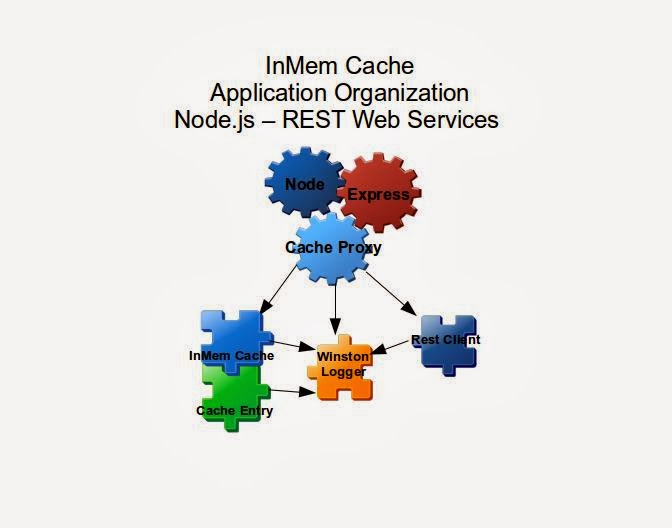 InMem Cache
Application Organization
Node.js – REST Web Services
Node
Express
Cache Proxy
InMem Cache
Winston
Logger
Rest Client
Cache Entry